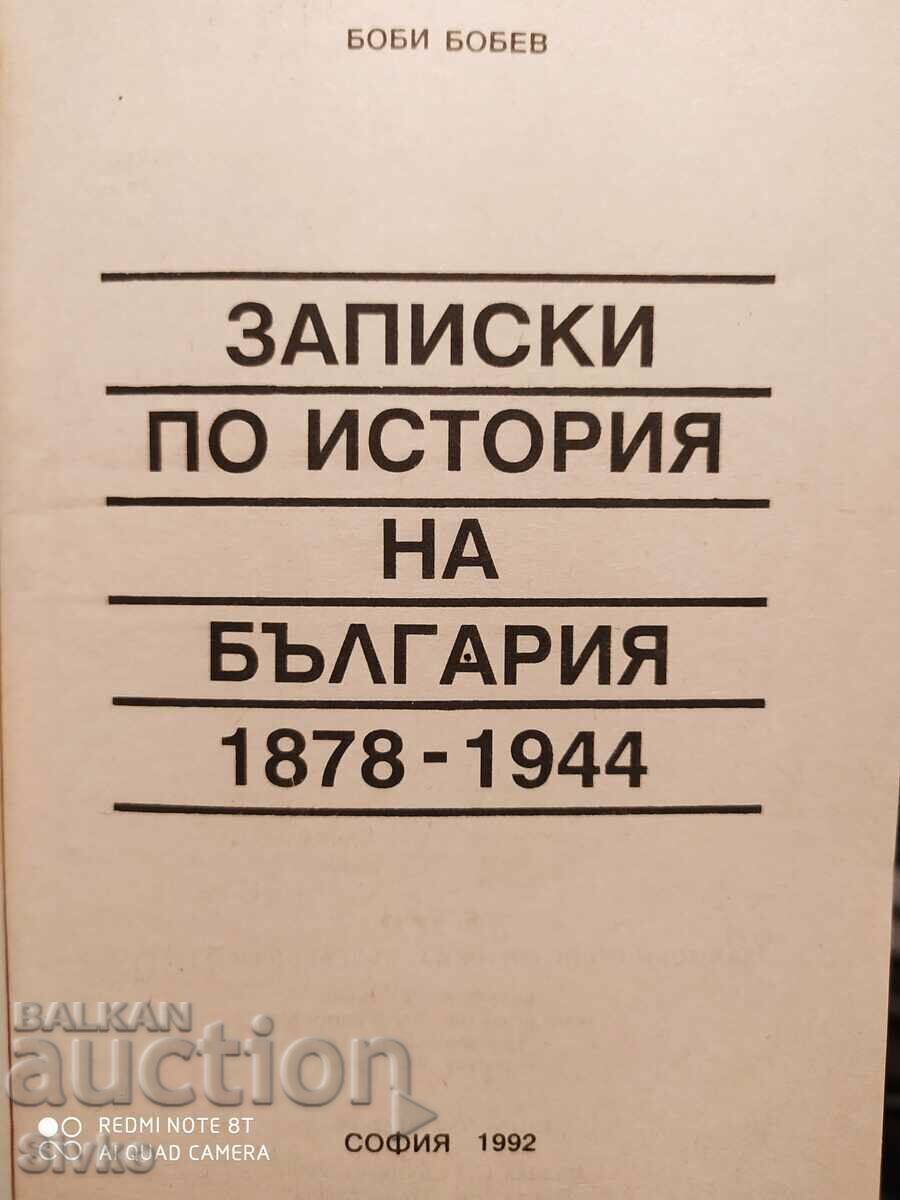 БОБИ БОБЕВ
ЗАПИСКИ
ПО ИСТОРИЯ
НА
БЪЛГАРИЯ
1878 - 1944
BALKAN
auction
REDMI NOTE 8T
AI QUAD CAMERA
Sivko
СОФИЯ 1992